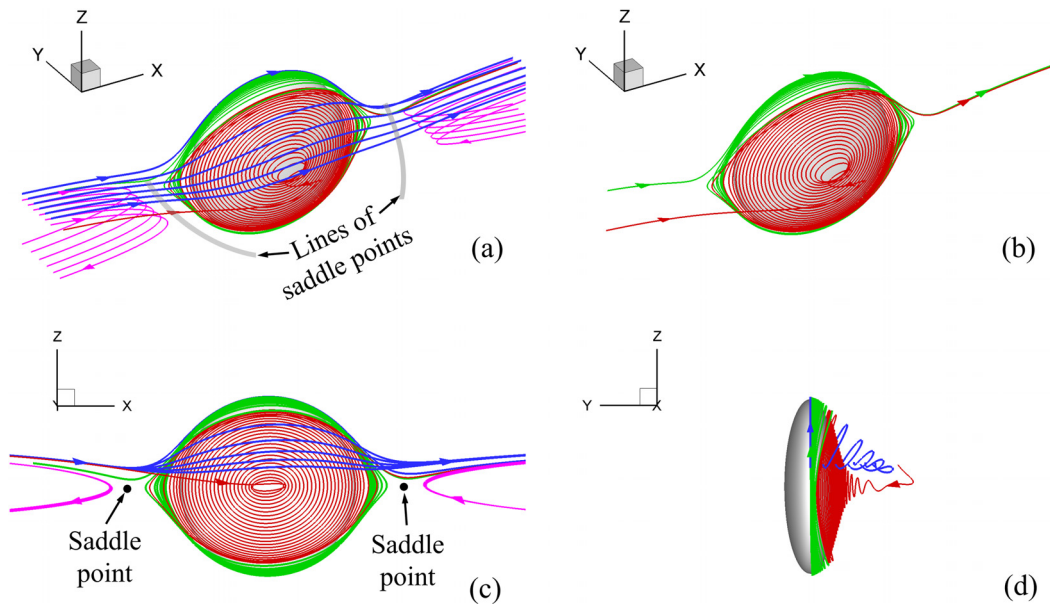 Z
Y
X
Lines of
saddle points
(a)
Z
Y
X
(b)
Z
Y
X
Saddle
point
Saddle
point
(c)
Z
Y
X
(d)